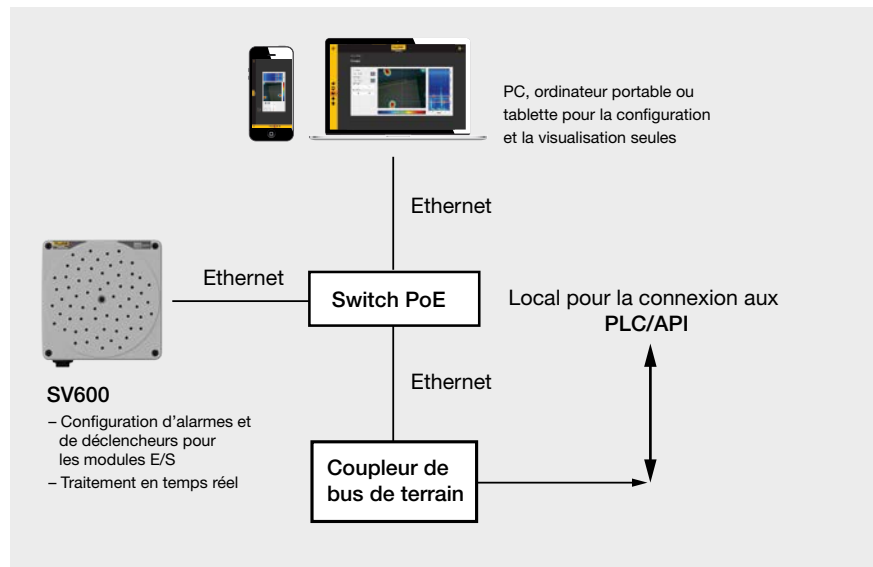 PC, ordinateur portable ou
tablette pour la configuration
et la visualisation seules
Ethernet
Ethernet
Switch PoE
Local pour la connexion aux
PLC/API
Ethernet
SV600
– Configuration d’alarmes et
de déclencheurs pour
les modules E/S
– Traitement en temps réel
Coupleur de
bus de terrain